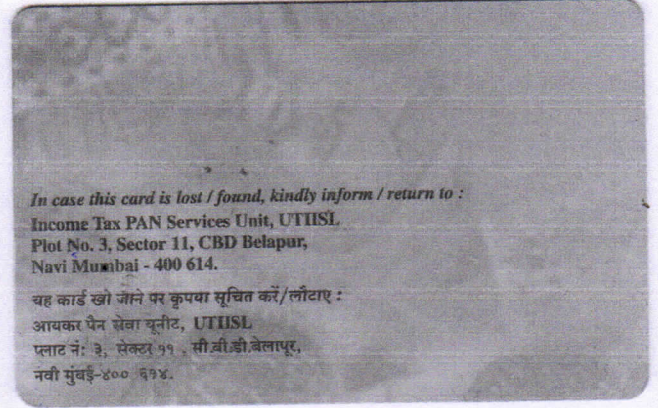 In case this card is lost / found, kindly inform / return to :
Income Tax PAN Services Unit, UTIISL
Plot No. 3, Sector 11, CBD Belapur,
Navi Mumbai - 400 614.
यह कार्ड खो जाने पर कृपया सूचित करें/लौटाए :
आयकर पैन सेवा यूनीट, UTIISL
प्लाट नं: ३, सेक्टर ११ , सी.बी.डी.बेलापूर,
नवी मुंबई-४०० ६१४.